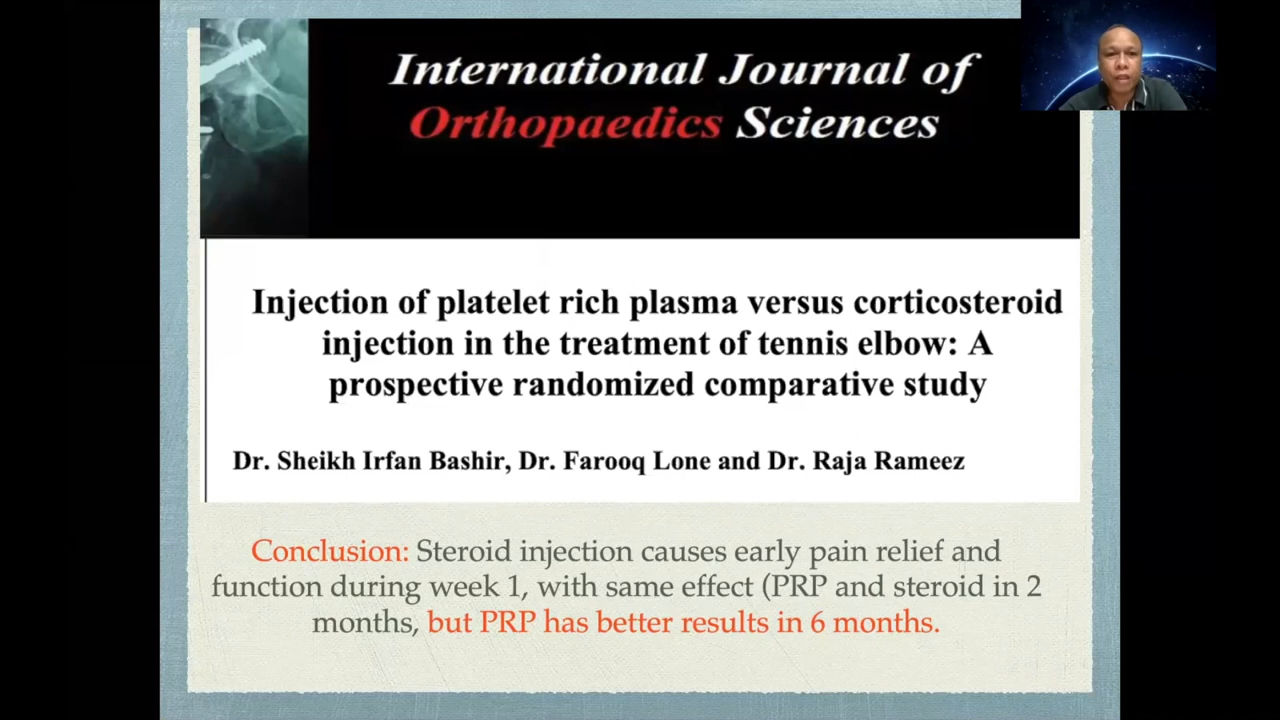 International Journal of
Orthopaedics Sciences
Injection of platelet rich plasma versus corticosteroid
injection in the treatment of tennis elbow: A
prospective randomized comparative study
Dr. Sheikh Irfan Bashir, Dr. Farooq Lone and Dr. Raja Rameez
Conclusion: Steroid injection causes early pain relief and
function during week 1, with same effect (PRP and steroid in 2
months, but PRP has better results in 6 months.